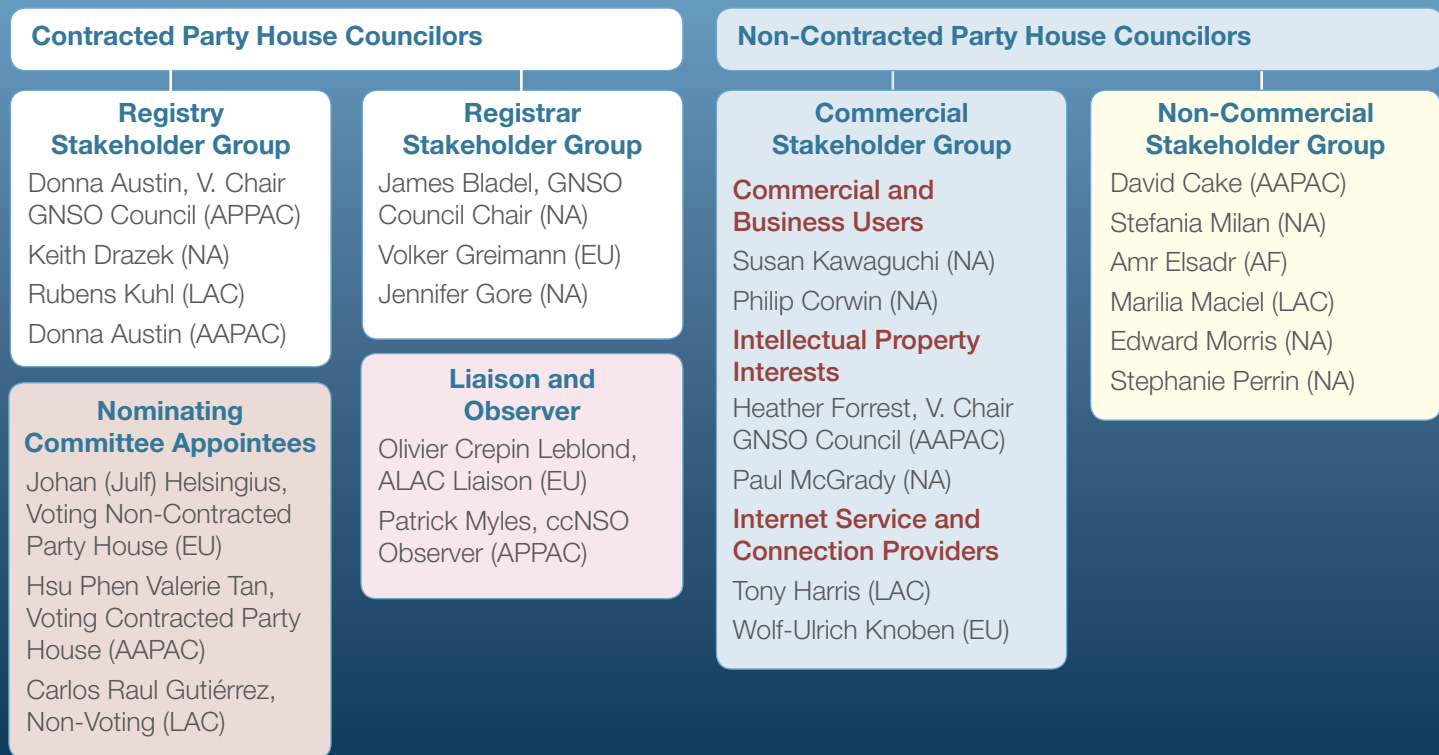 Contracted Party House Councilors
Registry
Stakeholder Group
Donna Austin, V. Chair
GNSO Council (APPAC)
Keith Drazek (NA)
Rubens Kuhl (LAC)
Donna Austin (AAPAC)
Nominating
Committee Appointees
Johan (Julf) Helsingius,
Voting Non-Contracted
Party House (EU)
Hsu Phen Valerie Tan,
Voting Contracted Party
House (AAPAC)
Carlos Raul Gutiérrez,
Non-Voting (LAC)
Registrar
Stakeholder Group
James Bladel, GNSO
Council Chair (NA)
Volker Greimann (EU)
Jennifer Gore (NA)
Liaison and
Observer
Olivier Crepin Leblond,
ALAC Liaison (EU)
Patrick Myles, ccNSO
Observer (APPAC)
Non-Contracted Party House Councilors
Commercial
Stakeholder Group
Commercial and
Business Users
Susan Kawaguchi (NA)
Philip Corwin (NA)
Intellectual Property
Interests
Heather Forrest, V. Chair
GNSO Council (AAPAC)
Paul McGrady (NA)
Internet Service and
Connection Providers
Tony Harris (LAC)
Wolf-Ulrich Knoben (EU)
Non-Commercial
Stakeholder Group
David Cake (AAPAC)
Stefania Milan (NA)
Amr Elsadr (AF)
Marilia Maciel (LAC)
Edward Morris (NA)
Stephanie Perrin (NA)